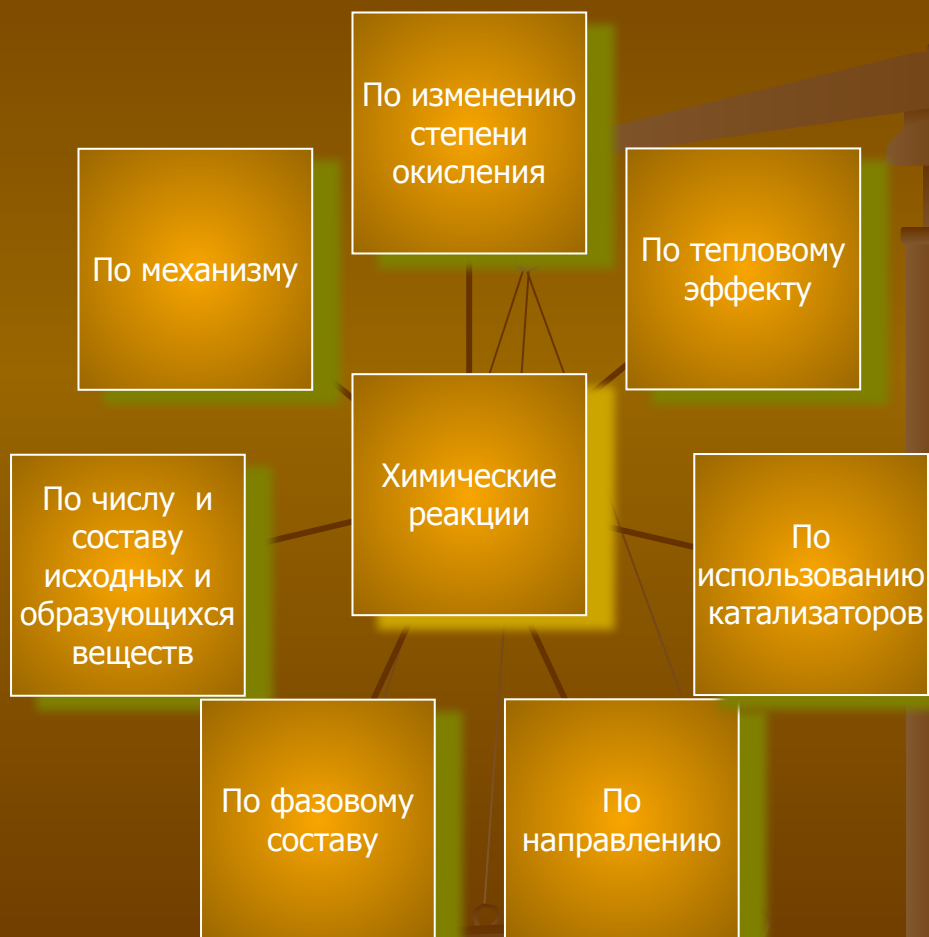 По изменению
степени
окисления
По механизму
По тепловому
эффекту
Химические
реакции
По числу и
составу
исходных и
образующихся
веществ
По
использованию
катализаторов
По фазовому
составу
По
направлению